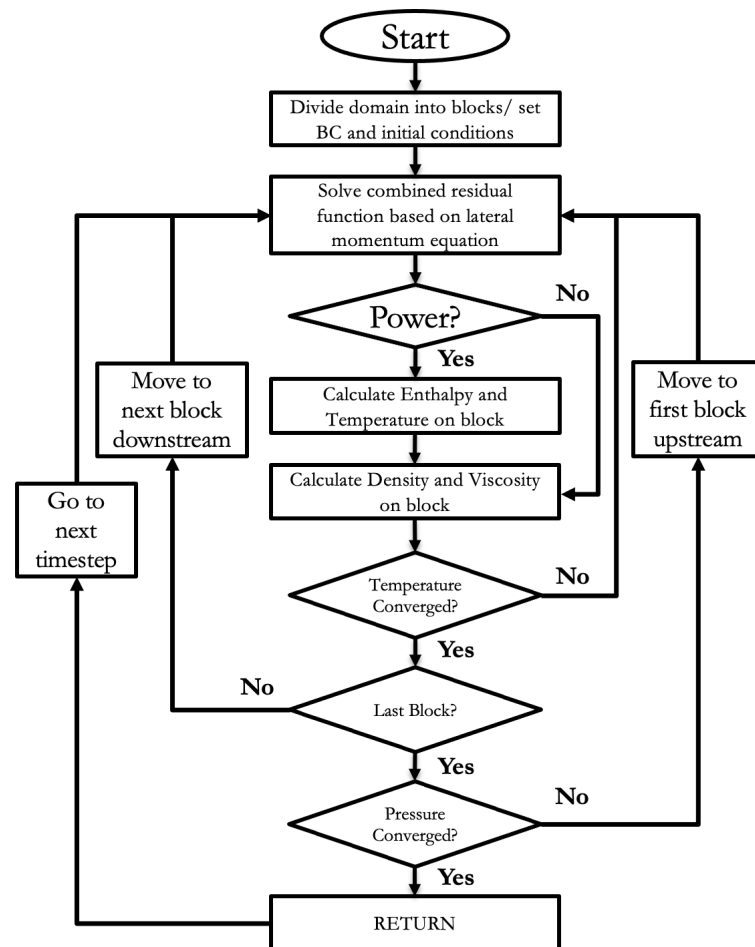 Start
Divide domain into blocks/ set
BC and initial conditions
Solve combined residual
function based on lateral
momentum equation
No
Power?
Yes
Move to
next block
downstream
Calculate Enthalpy and
Temperature on block
Move to
first block
upstream
Calculate Density and Viscosity
on block
Go to
next
timestep
Temperature
Converged?
No
Yes
No
Last Block?
Yes
No
Pressure
Converged?
Yes
RETURN